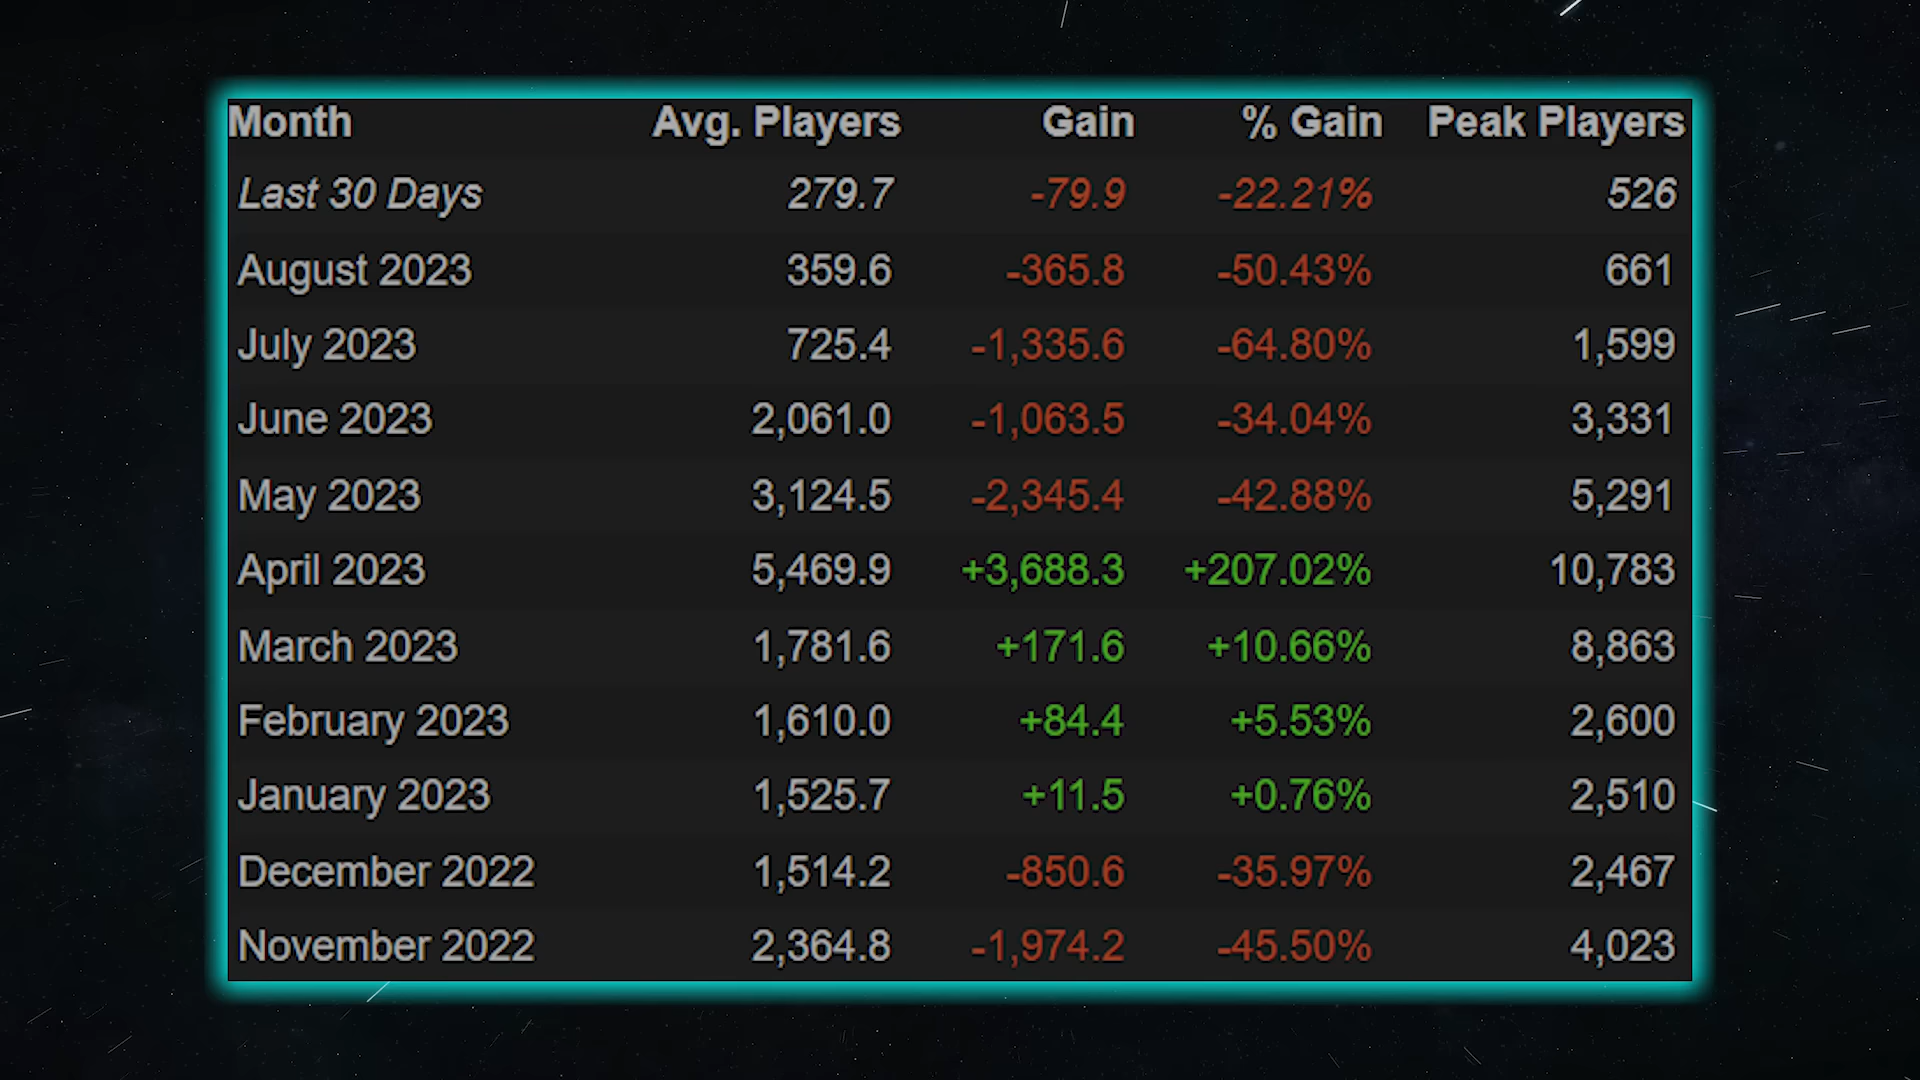 Month Avg. Players Gain % Gain Peak Players
Last 30 Days 279.7 -79.9 -22.21% 526
August 2023 359.6 -365.8 -50.43% 661
July 2023 725.4 -1,335.6 -64.80% 1,599
June 2023 2,061.0 -1,063.5 -34.04% 3,331
May 2023 3,124.5 -2,345.4 -42.88% 5,291
April 2023 5,469.9 +3,688.3 +207.02% 10,783
March 2023 1,781.6 +171.6 +10.66% 8,863
February 2023 1,610.0 +84.4 +5.53% 2,600
January 2023 1,525.7 +11.5 +0.76% 2,510
December 2022 1,514.2 -850.6 -35.97% 2,467
November 2022 2,364.8 -1,974.2 -45.50% 4,023